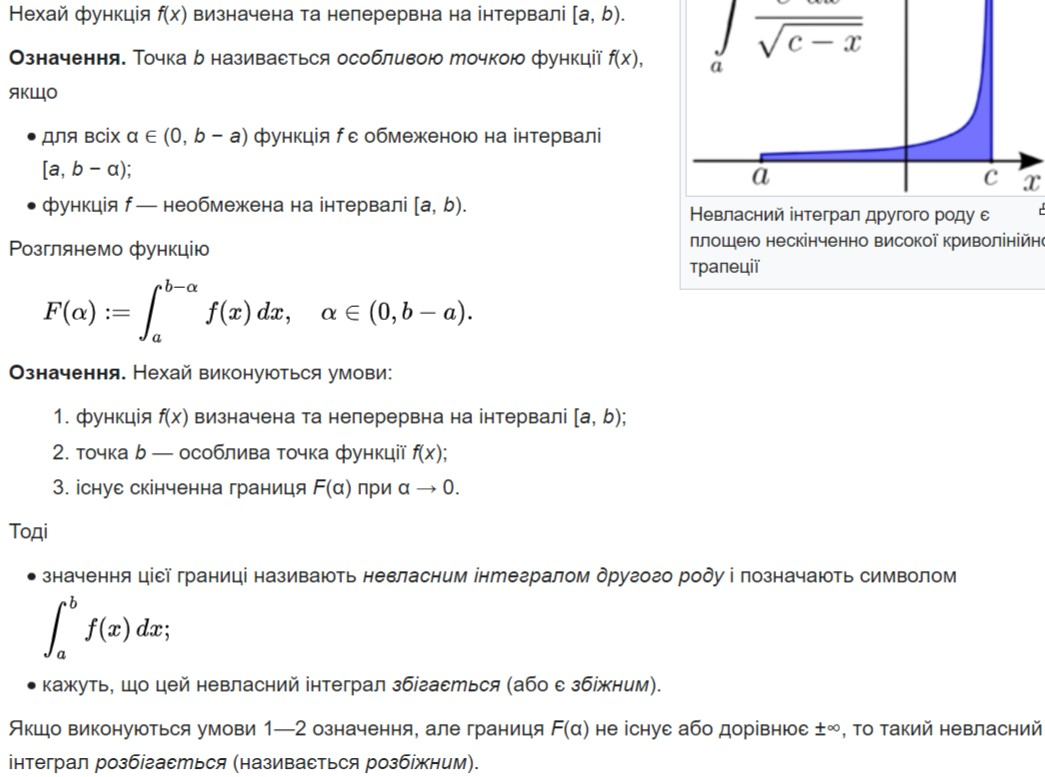 Нехай функція f(x) визначена та неперервна на інтервалі [a, b).
Означення. Точка b називається особливою точкою функції f(x),
якщо
• для всіх α ∈ (0, b − a) функція f є обмеженою на інтервалі
[a, b − α);
• функція f — необмежена на інтервалі [a, b).
Розглянемо функцію
F(α) := ∫_a^{b−α} f(x) dx, α ∈ (0, b − a).
Означення. Нехай виконуються умови:
1. функція f(x) визначена та неперервна на інтервалі [a, b);
2. точка b — особлива точка функції f(x);
3. існує скінченна границя F(α) при α → 0.
Тоді
• значення цієї границі називають невласним інтегралом другого роду і позначають символом
∫_a^b f(x) dx;
• кажуть, що цей невласний інтеграл збігається (або є збіжним).
Якщо виконуються умови 1—2 означення, але границя F(α) не існує або дорівнює ±∞, то такий невласний
інтеграл розбігається (називається розбіжним).
√c − x
a
a
c
x
Невласний інтеграл другого роду є
площею нескінченно високої
трапеції